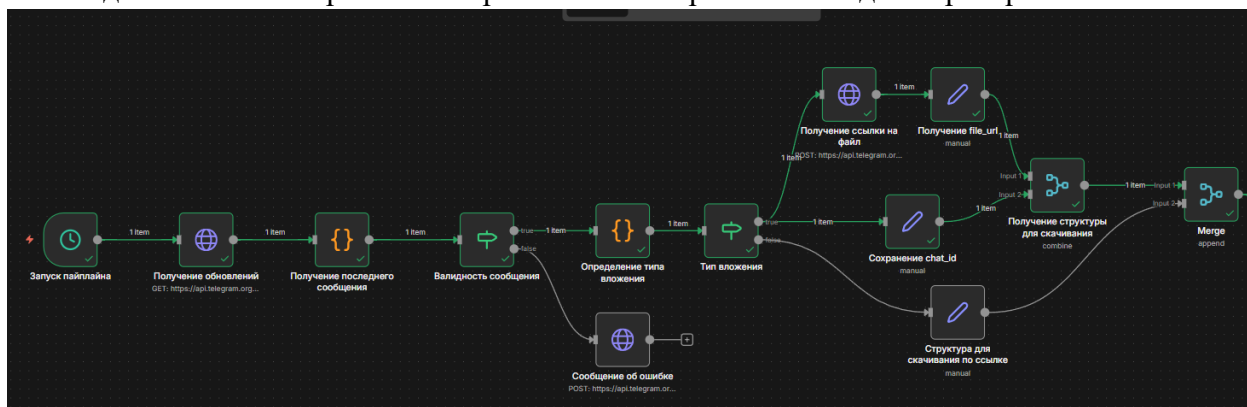 1 item
1 item
Получение ссылки на
файл
POST: https://api.telegram.or...
Получение file_url
manual
1 item
1 item
1 item
1 item
true
1 item
1 item
true
1 item
Input 1
Input 2
1 item
Input 1
Input 2
false
false
1 item
Получение структуры
для скачивания
combine
Merge
append
Запуск пайплайна
Получение обновлений
GET: https://api.telegram.org...
Получение последнего
сообщения
Валидность сообщения
Определение типа
вложения
Тип вложения
Сохранение chat_id
manual
Структура для
скачивания по ссылке
manual
Сообщение об ошибке
POST: https://api.telegram.or...